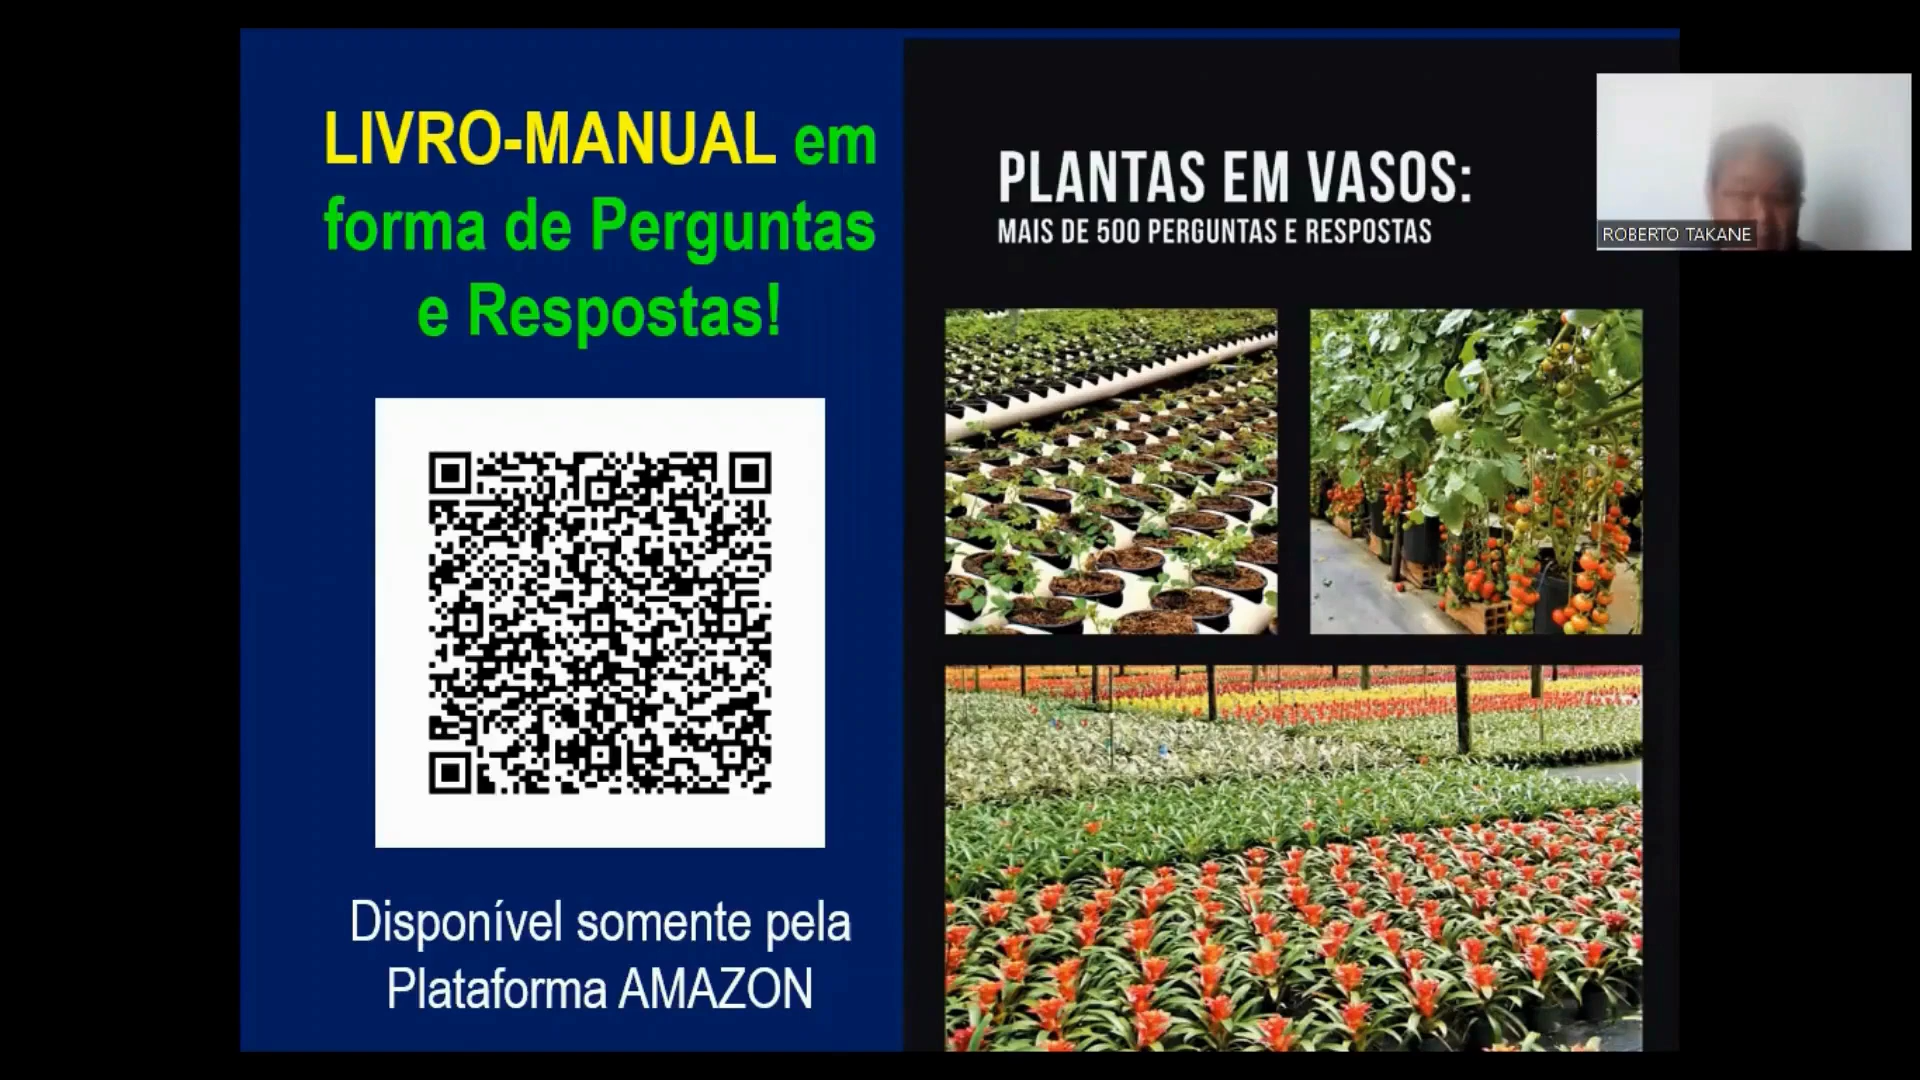 LIVRO-MANUAL em
forma de Perguntas
e Respostas!
Disponível somente pela
Plataforma AMAZON
PLANTAS EM VASOS:
MAIS DE 500 PERGUNTAS E RESPOSTAS
ROBERTO TAKANE